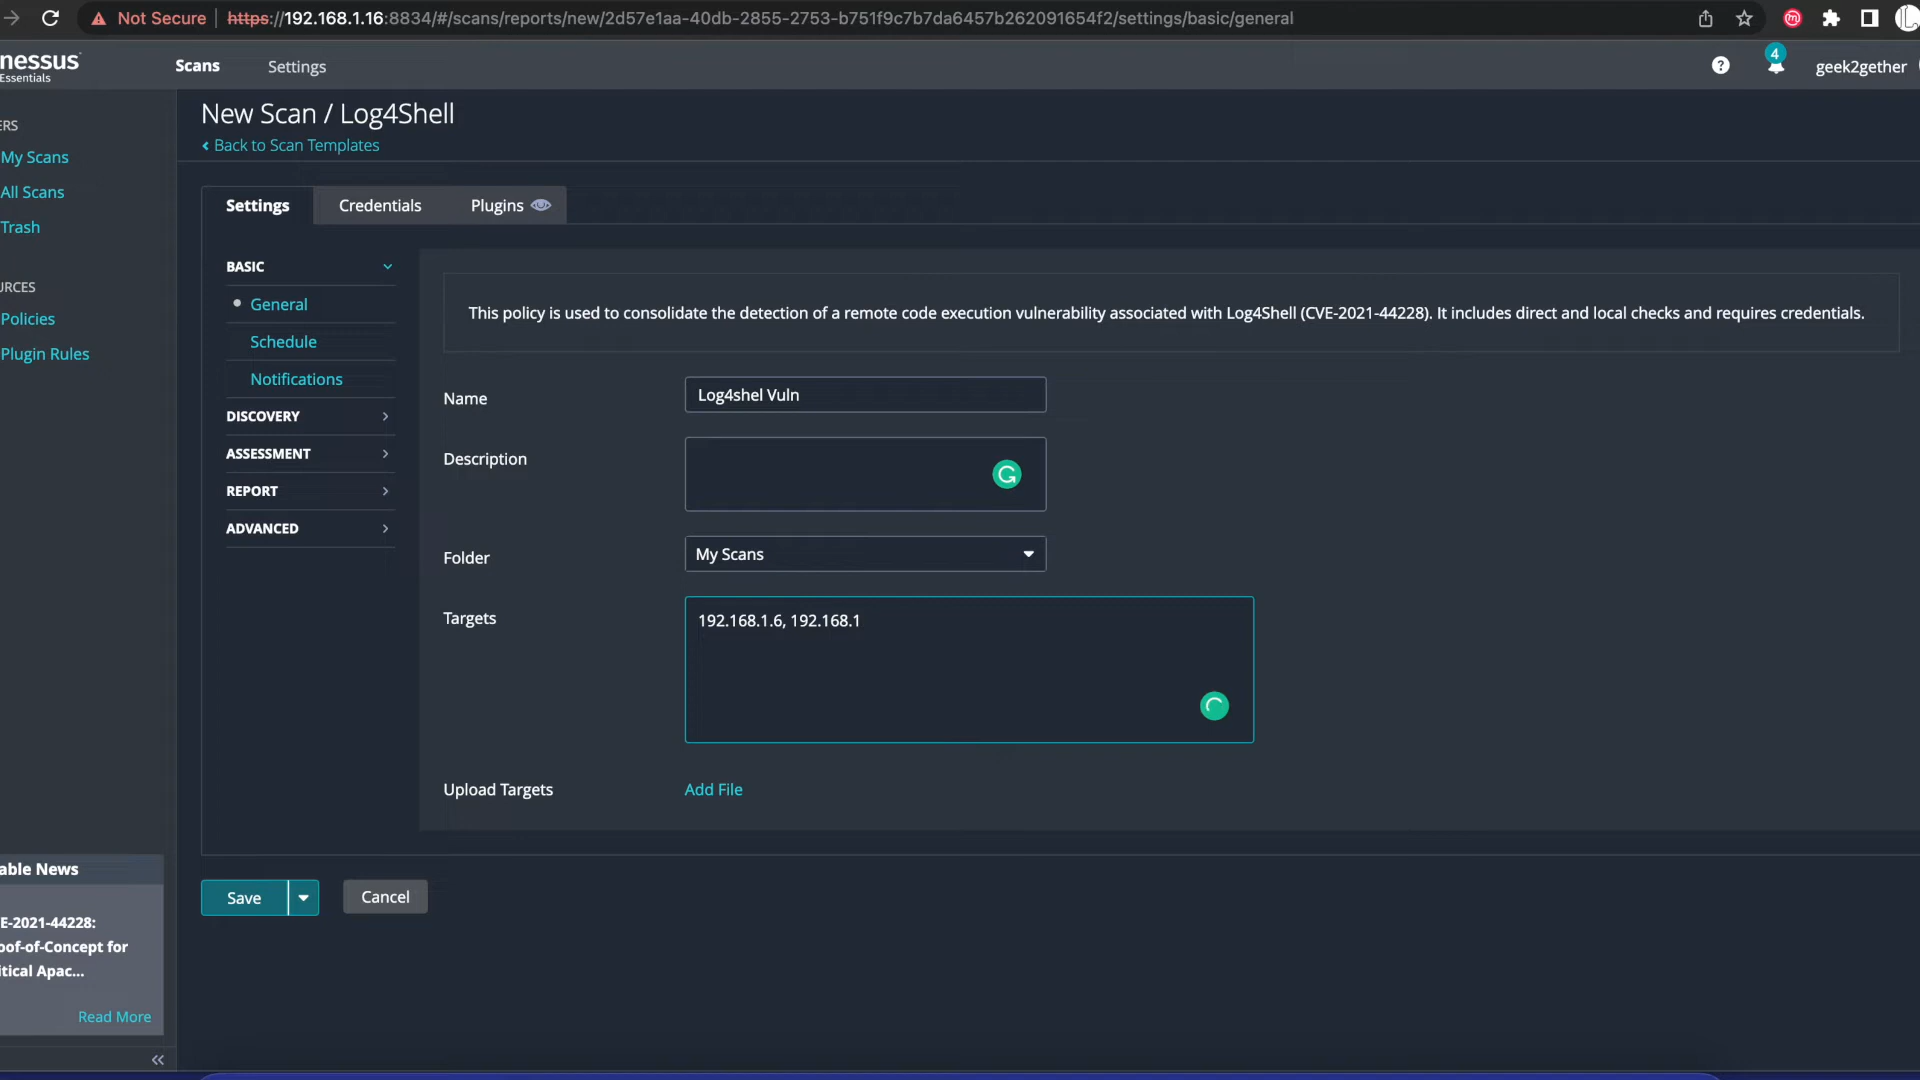 Not Secure https://192.168.1.16:8834/#/scans/reports/new/2d57e1aa-40db-2855-2753-b751f9c7b7da6457b262091654f2/settings/basic/general
nessus
Essentials
Scans
Settings
?
4
geek2gether
ERS
My Scans
All Scans
Trash
URCES
Policies
Plugin Rules
New Scan / Log4Shell
Back to Scan Templates
Settings
Credentials
Plugins
BASIC
General
Schedule
Notifications
DISCOVERY
ASSESSMENT
REPORT
ADVANCED
This policy is used to consolidate the detection of a remote code execution vulnerability associated with Log4Shell (CVE-2021-44228). It includes direct and local checks and requires credentials.
Name
Log4shel Vuln
Description
Folder
My Scans
Targets
192.168.1.6, 192.168.1
Upload Targets
Add File
Save
Cancel
able News
E-2021-44228:
oof-of-Concept for
itical Apac...
Read More